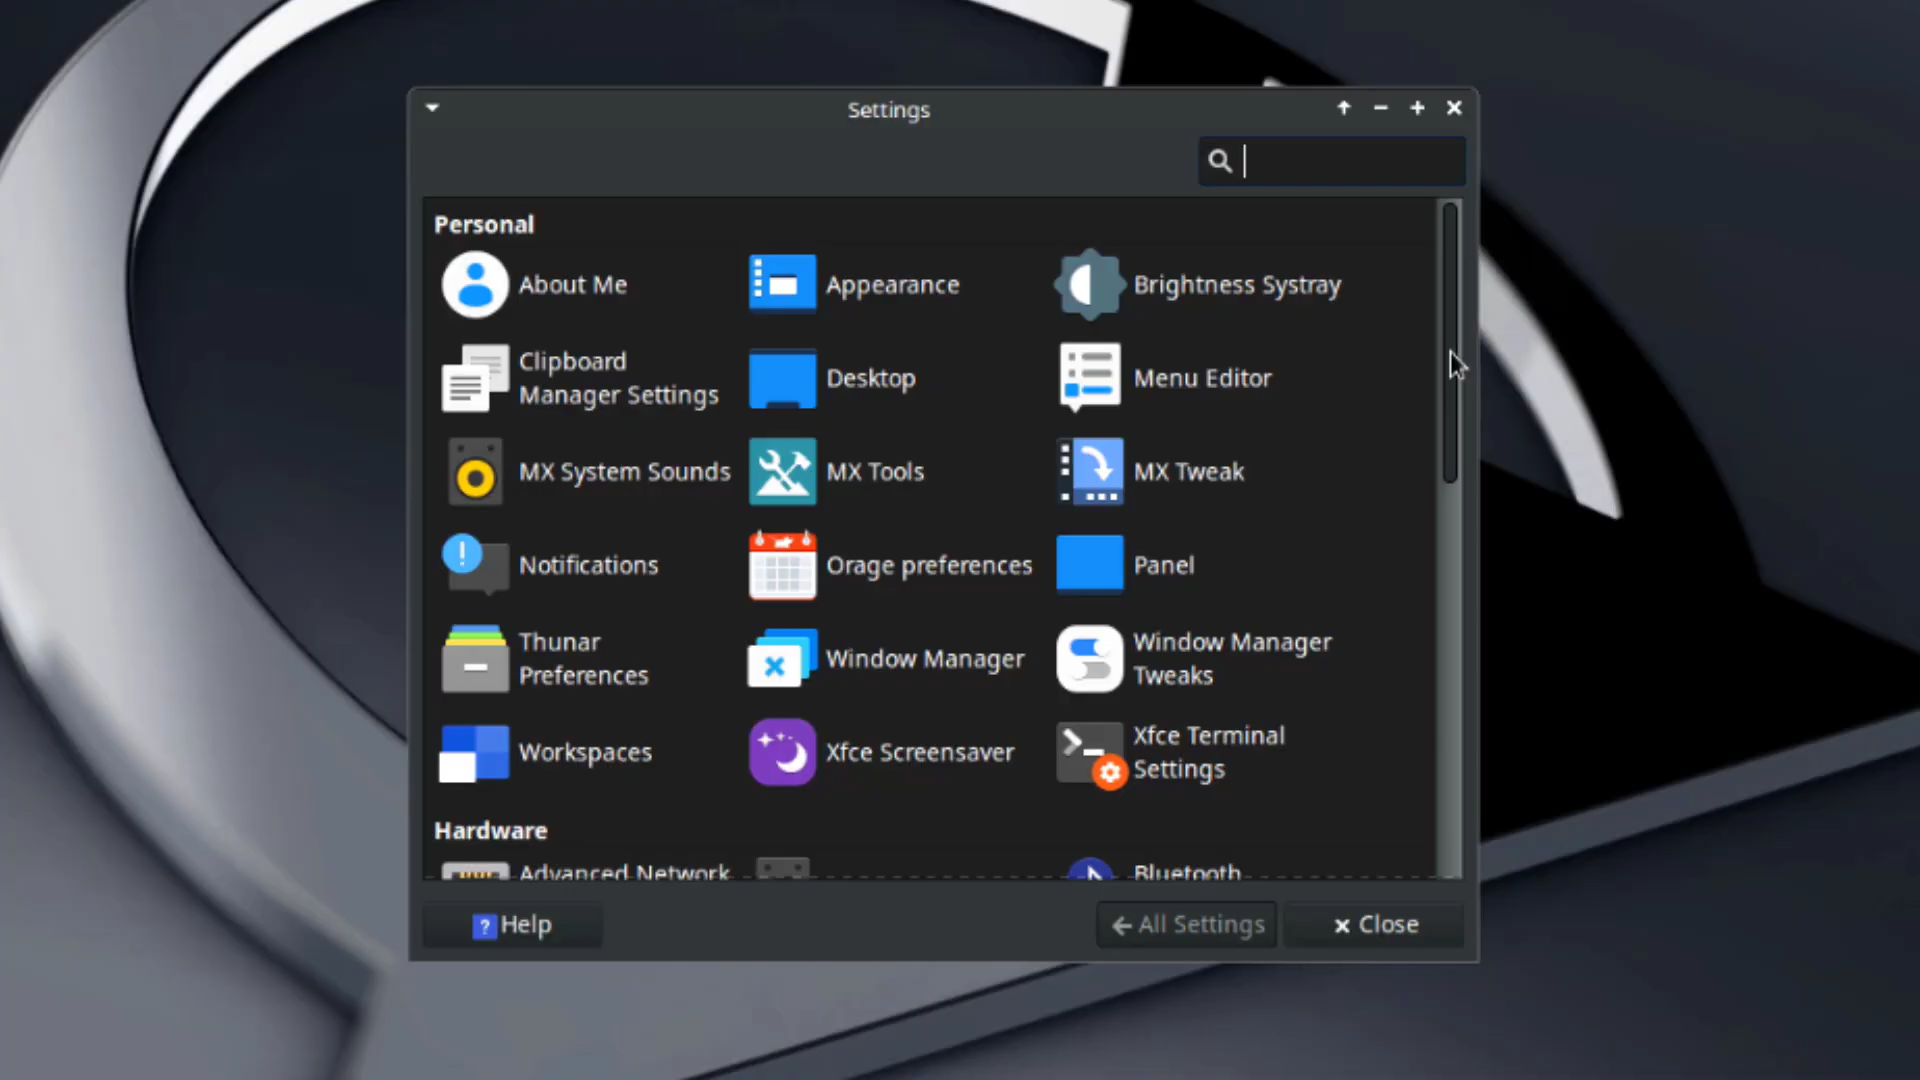 Settings
Personal
About Me
Appearance
Brightness Systray
Clipboard
Manager Settings
Desktop
Menu Editor
MX System Sounds
MX Tools
MX Tweak
Notifications
Orage preferences
Panel
Thunar
Preferences
Window Manager
Window Manager
Tweaks
Workspaces
Xfce Screensaver
Xfce Terminal
Settings
Hardware
Advanced Network
Bluetooth
? Help
All Settings
Close